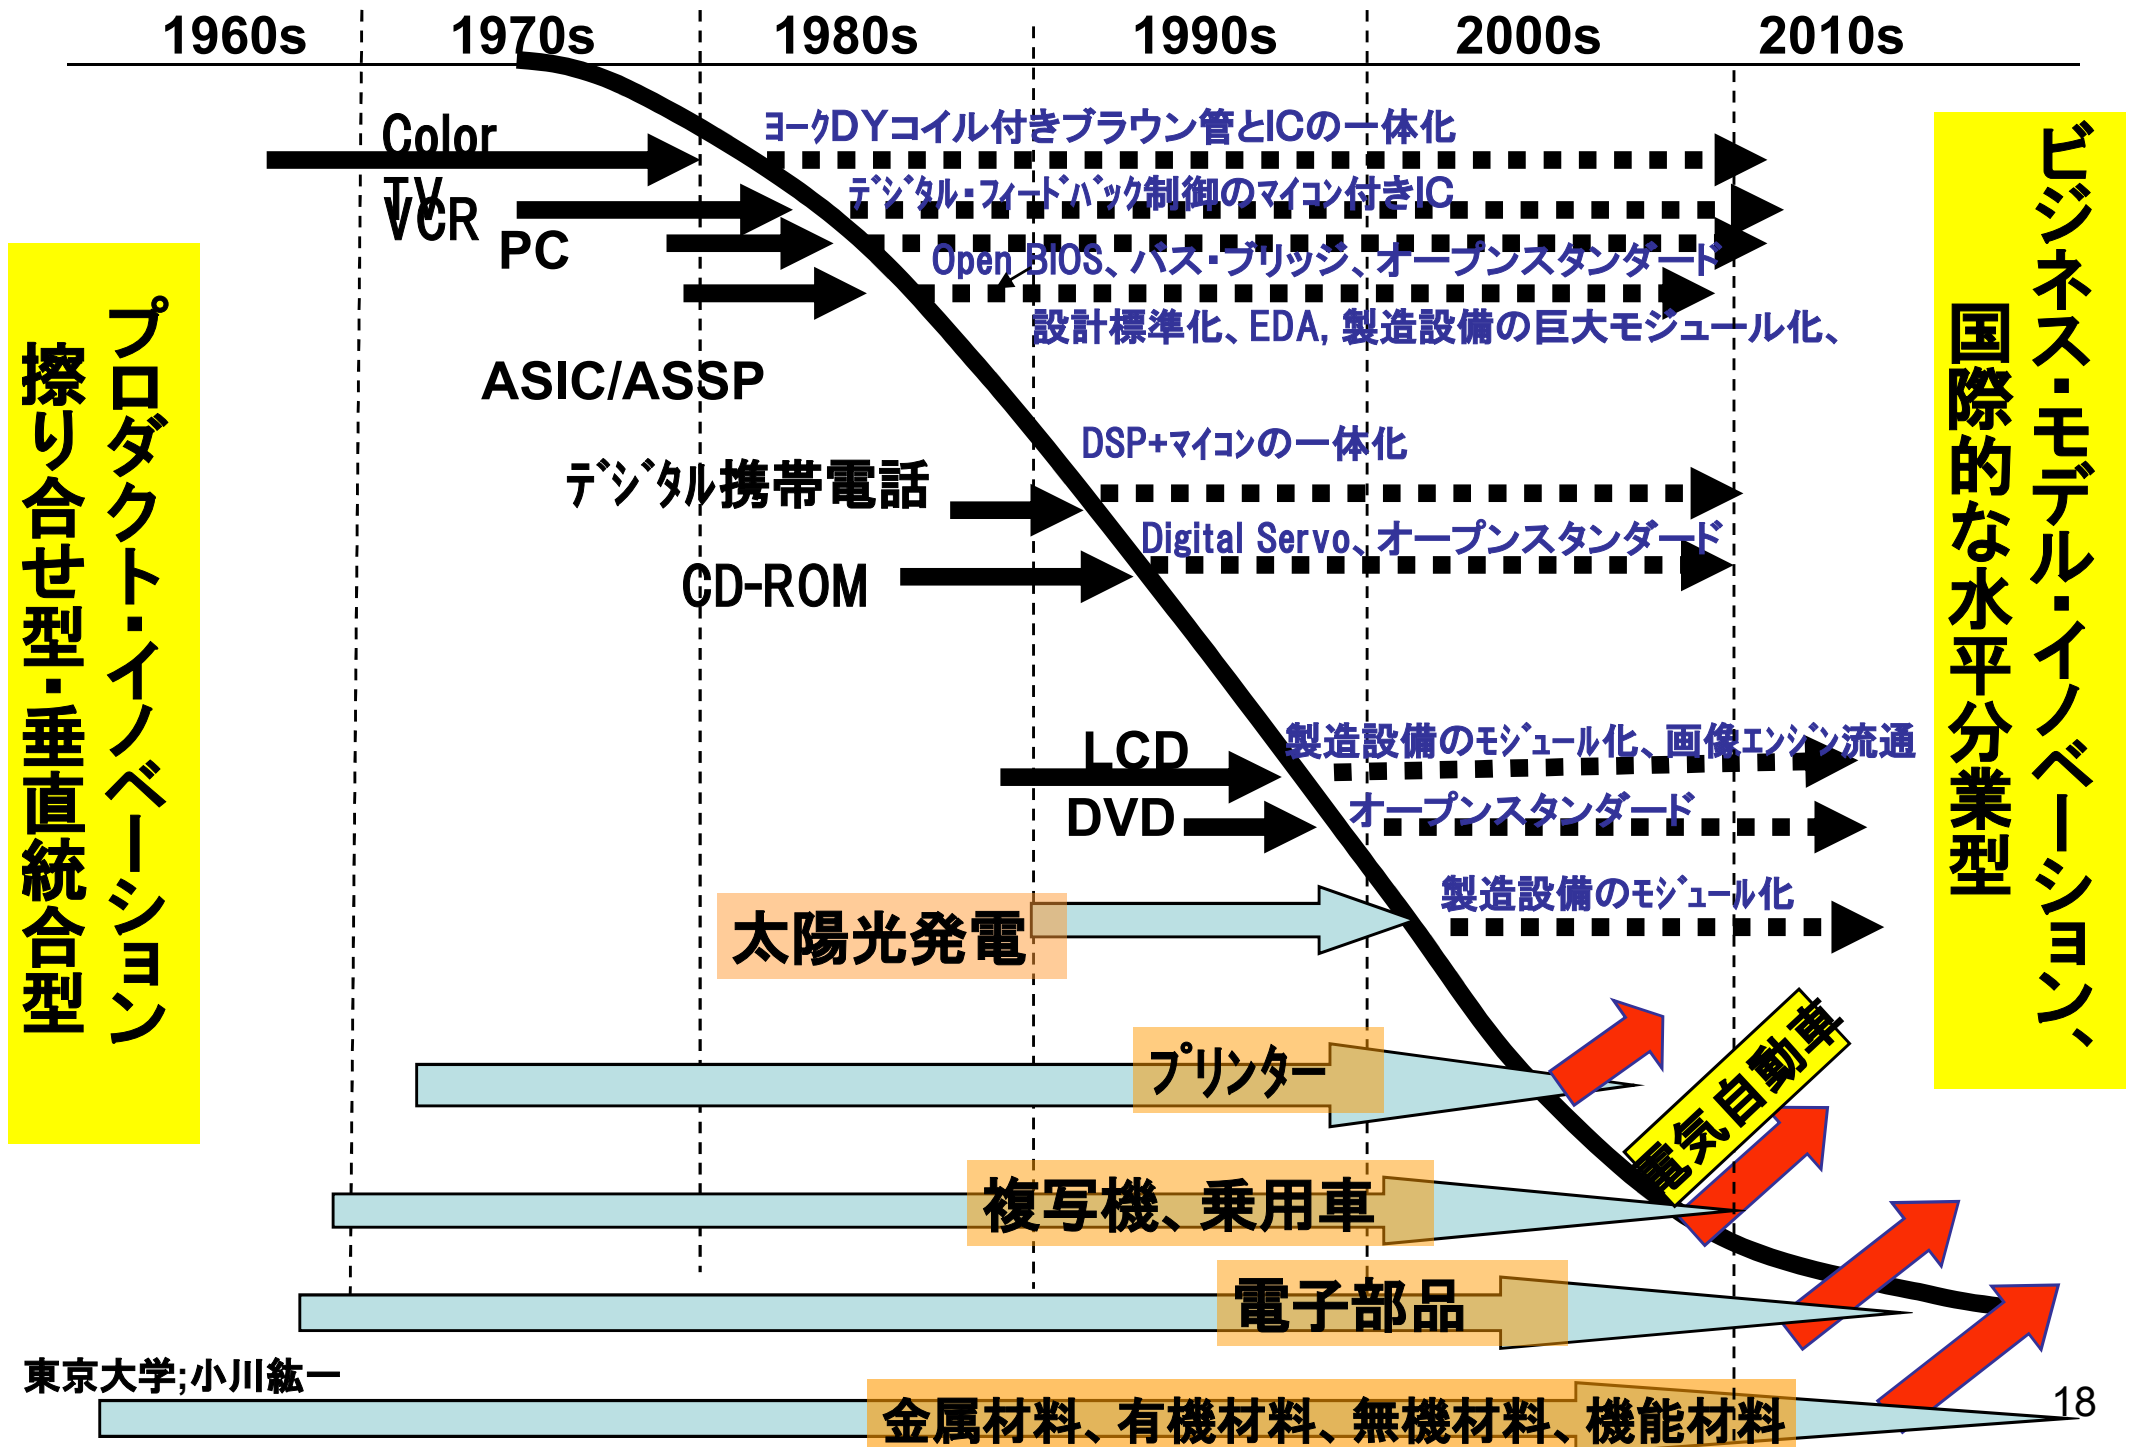 1960s 1970s 1980s 1990s 2000s 2010s
プロダクト・イノベーション
擦り合せ型・垂直統合型
ビジネス・モデル・イノベーション、
国際的な水平分業型
Color
TV
ﾖｰｸDYコイル付きブラウン管とICの一体化
VCR
ﾃﾞｼﾞﾀﾙ・ﾌｨｰﾄﾞﾊﾞｯｸ制御のﾏｲｺﾝ付きIC
PC
Open BIOS、バス・ブリッジ、オープンスタンダード
設計標準化、EDA, 製造設備の巨大モジュール化、
ASIC/ASSP
DSP+ﾏｲｺﾝの一体化
ﾃﾞｼﾞﾀﾙ携帯電話
Digital Servo、オープンスタンダード
CD-ROM
LCD
製造設備のﾓｼﾞｭｰﾙ化、画像ｴﾝｼﾞﾝ流通
DVD
オープンスタンダード
製造設備のﾓｼﾞｭｰﾙ化
太陽光発電
電気自動車
ﾌﾟﾘﾝﾀｰ
複写機、乗用車
電子部品
東京大学;小川紘一
金属材料、有機材料、無機材料、機能材料
18